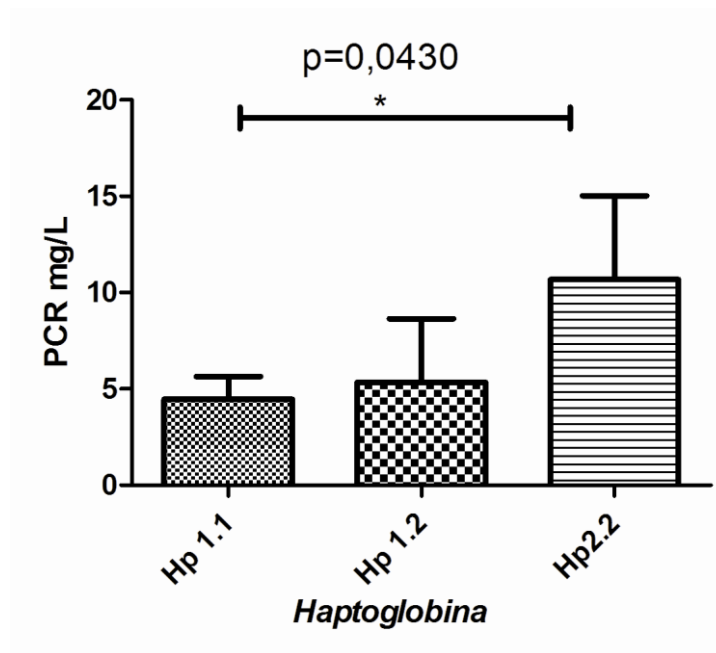 p=0,0430
*
20
15
10
5
0
PCR mg/L
Hp 1.1
Hp 1.2
Hp2.2
Haptoglobina